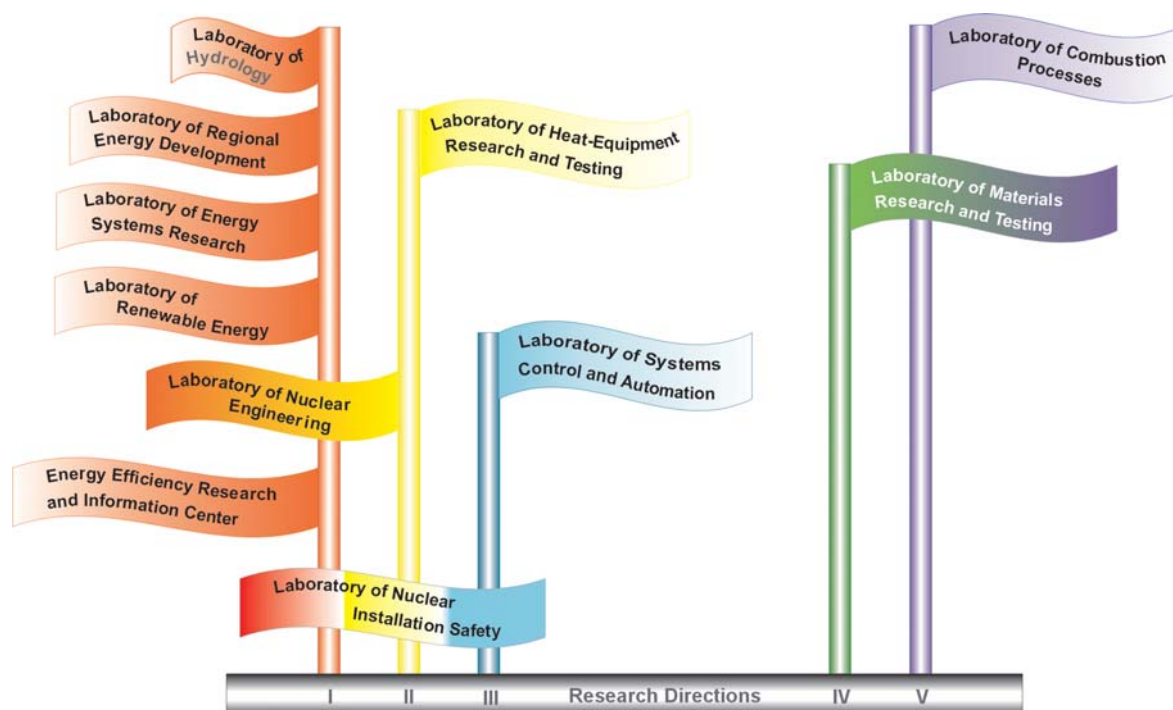 Laboratory of
Hydrology
Laboratory of Regional
Energy Development
Laboratory of Energy
Systems Research
Laboratory of
Renewable Energy
Laboratory of Nuclear
Engineering
Energy Efficiency Research
and Information Center
Laboratory of Nuclear
Installation Safety
Laboratory of Heat-Equipment
Research and Testing
Laboratory of Systems
Control and Automation
Laboratory of Combustion
Processes
Laboratory of Materials
Research and Testing
I II III Research Directions IV V